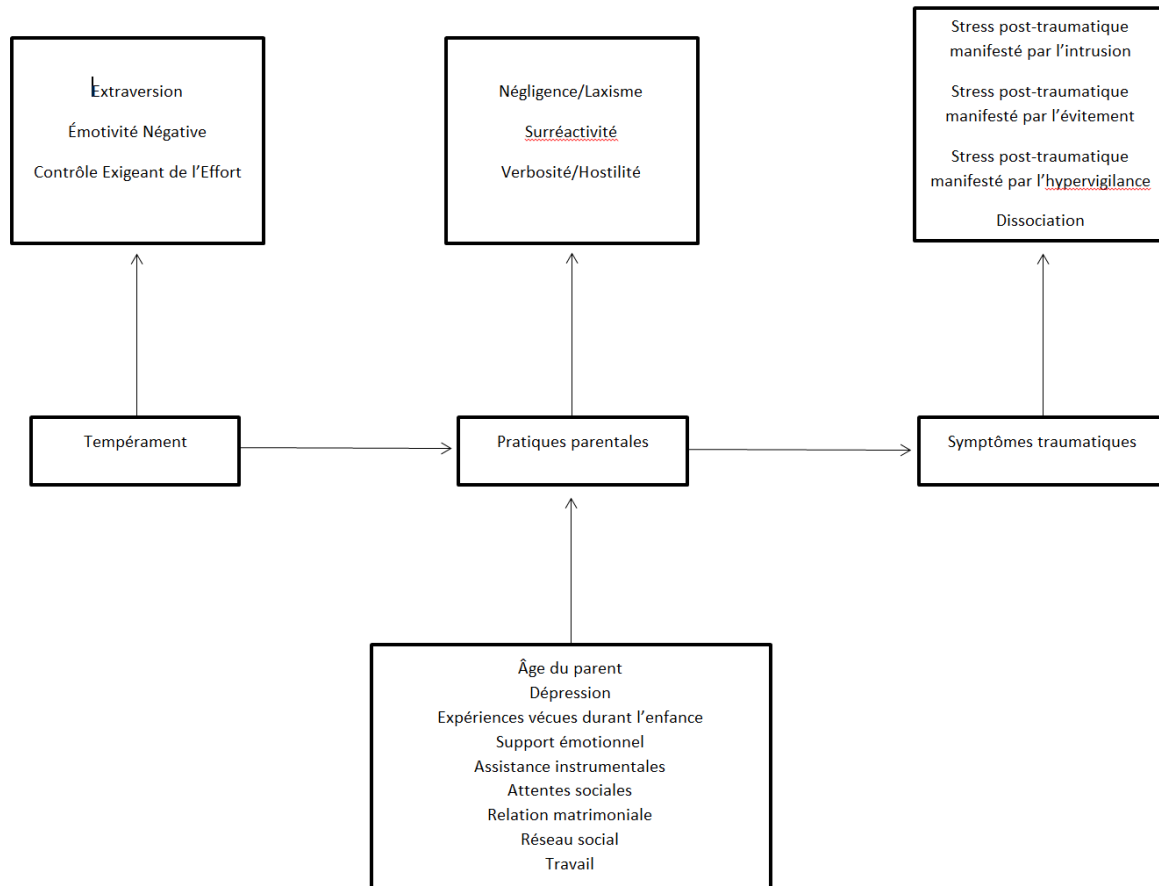 Extraversion
Émotivité Négative
Contrôle Exigeant de l'Effort
Négligence/Laxisme
Surréactivité
Verbosité/Hostilité
Stress post-traumatique
manifesté par l'intrusion
Stress post-traumatique
manifesté par l'évitement
Stress post-traumatique
manifesté par l'hypervigilance
Dissociation
Tempérament
Pratiques parentales
Symptômes traumatiques
Âge du parent
Dépression
Expériences vécues durant l'enfance
Support émotionnel
Assistance instrumentales
Attentes sociales
Relation matrimoniale
Réseau social
Travail